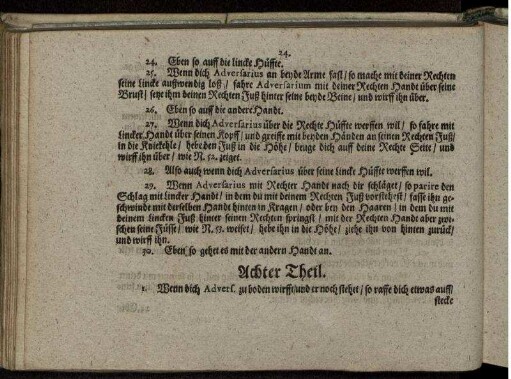 24.
24. Eben so auff die lincke Hüffte.
25. Wenn dich Adversarius an beyde Arme fast/ so mache mit deiner Rechten
seine lincke außwendig loß/ fahre Adversarium mit deiner Rechten Hand über seine
Brust/ setze ihm deinen Rechten Fuß hinter seine beyde Beine/ und wirff ihn über.
26. Eben so auff die andere Hand.
27. Wenn dich Adversarius über die Rechte Hüffte werffen wil/ so fahre mit
lincker Handt über seinen Kopff/ und greiffe mit beyden Händen an seinen Rechten Fuß/
in die Kniekehle/ hebe den Fuß in die Höhe/ beuge dich auff deine Rechte Seite/ und
wirff ihn über/ wie N. 52. zeiget.
28. Also auch wenn dich Adversarius über seine lincke Hüffte werffen wil.
29. Wenn Adversarius mit Rechter Handt nach dir schläget/ so parire den
Schlag mit lincker Handt/ in dem du mit deinem Rechten Fuß vorstehest/ fasse ihn ge-
schwinde mit derselben Handt hinten in Kragen/ oder bey den Haaren/ in dem du mit
deinem lincken Fuß hinter seinen Rechten springst/ mit der Rechten Handt aber zwi-
schen seine Füsse/ wie N. 53. weiset/ hebe ihn in die Höhe/ ziehe ihn von hinten zurück/
und wirff ihn.
30. Eben so gehet es mit der andern Handt an.
Achter Theil.
1. Wenn dich Advers. zu boden wirfft/ und er noch stehet/ so raffe dich etwas auff/
stecke